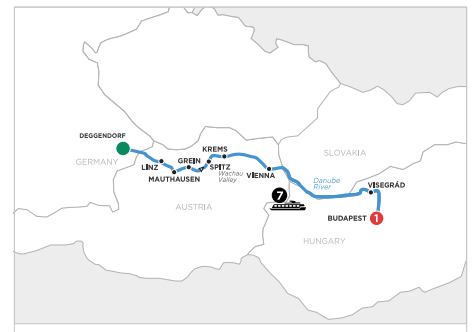 DEGGENDORF
GERMANY
LINZ
MAUTHAUSEN
GREIN
KREMS
SPITZ
Wachau
Valley
VIENNA
AUSTRIA
SLOVAKIA
7
Danube
River
VISEGRÁD
BUDAPEST 1
HUNGARY